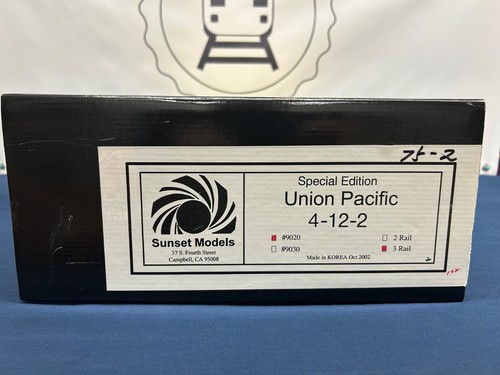 75-2
Special Edition
Union Pacific
4-12-2
#9020
2 Rail
#9030
3 Rail
Made in KOREA Oct 2002
Sunset Models
37 S. Fourth Street
Campbell, CA 95008
2